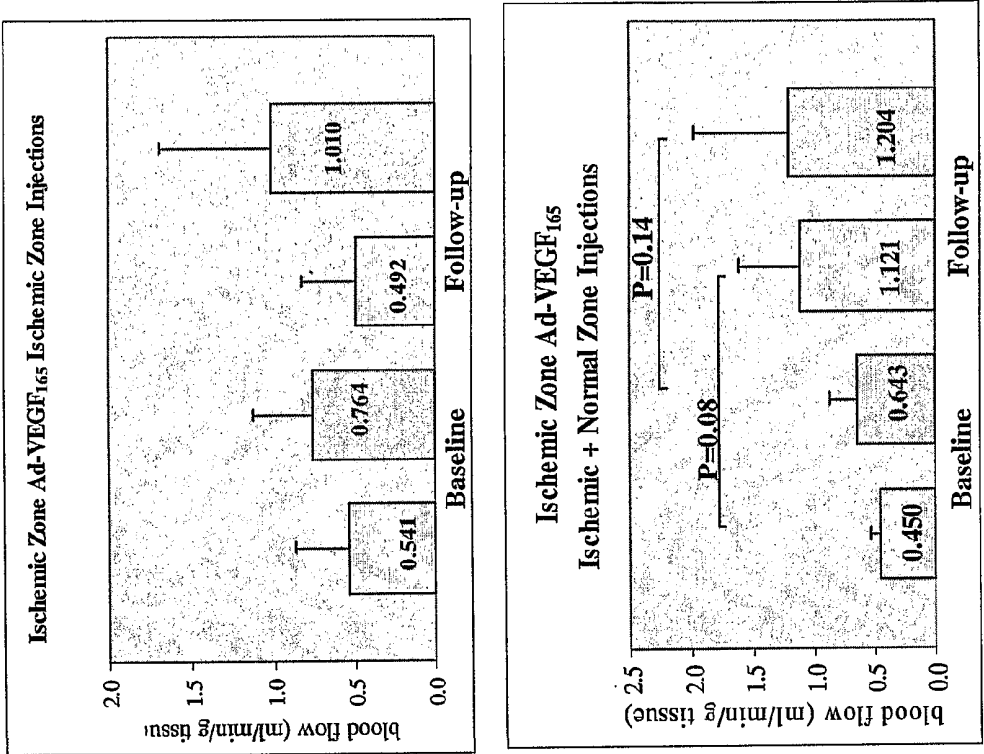 Ischemic Zone Ad-VEGF165 Ischemic Zone Injections
blood flow (ml/min/g tissu
2.0
1.5
1.0
0.5
0.0
0.541
0.764
0.492
1.010
Baseline
Follow-up
Ischemic Zone Ad-VEGF165
Ischemic + Normal Zone Injections
blood flow (ml/min/g tissue)
2.5
2.0
1.5
1.0
0.5
0.0
P=0.14
P=0.08
0.450
0.643
1.121
1.204
Baseline
Follow-up